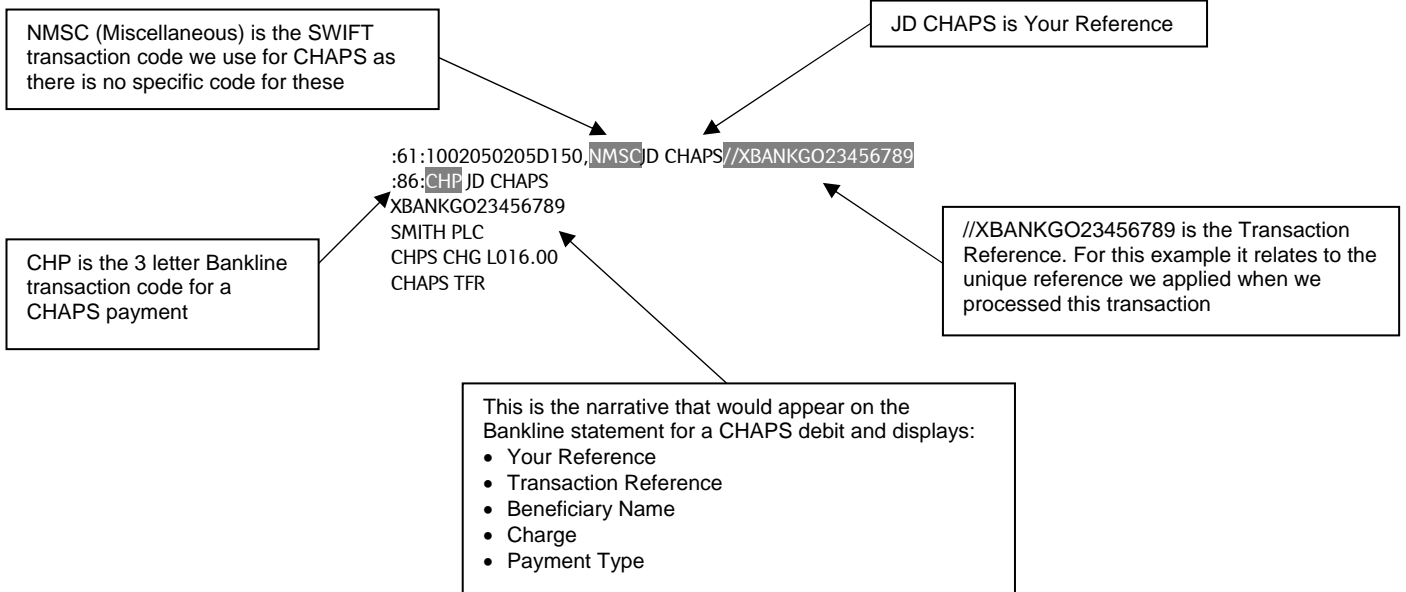 NMSC (Miscellaneous) is the SWIFT
transaction code we use for CHAPS as
there is no specific code for these
JD CHAPS is Your Reference
:61:1002050205D150,NMSCJD CHAPS//XBANKGO23456789
:86:CHP JD CHAPS
XBANKGO23456789
SMITH PLC
CHPS CHG L016.00
CHAPS TFR
CHP is the 3 letter Bankline
transaction code for a
CHAPS payment
//XBANKGO23456789 is the Transaction
Reference. For this example it relates to the
unique reference we applied when we
processed this transaction
This is the narrative that would appear on the
Bankline statement for a CHAPS debit and displays:
• Your Reference
• Transaction Reference
• Beneficiary Name
• Charge
• Payment Type